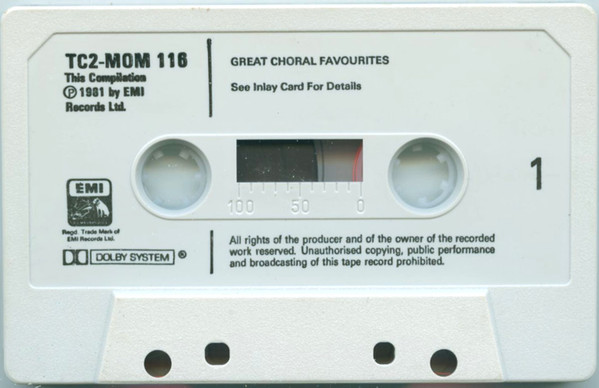 TC2-MOM 116
This Compilation
Ⓟ 1981 by EMI
Records Ltd.
GREAT CHORAL FAVOURITES
See Inlay Card For Details
1
100 50 0
EMI
Regd. Trade Mark of
EMI Records Ltd.
DOLBY SYSTEM ®
All rights of the producer and of the owner of the recorded
work reserved. Unauthorised copying, public performance
and broadcasting of this tape record prohibited.